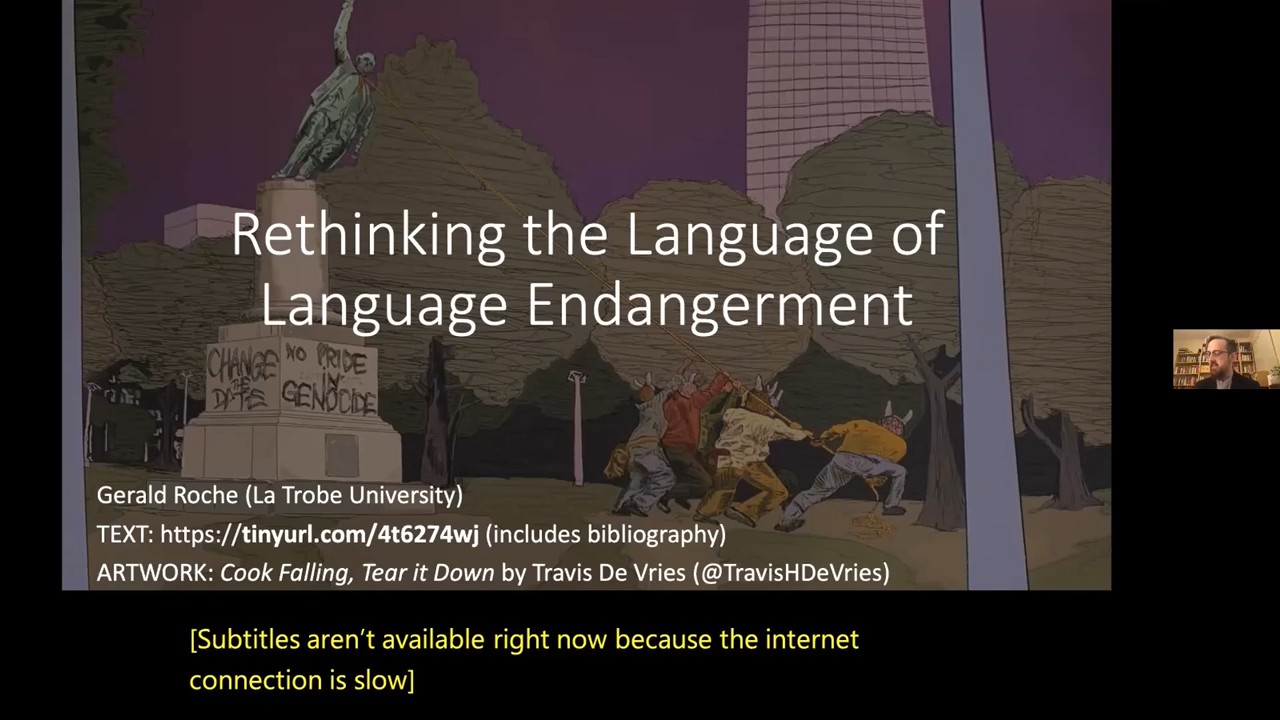 Rethinking the Language of
Language Endangerment
CHANGE
THE
DATE
NO PRIDE
IN
GENOCIDE
Gerald Roche (La Trobe University)
TEXT: https://tinyurl.com/4t6274wj (includes bibliography)
ARTWORK: Cook Falling, Tear it Down by Travis De Vries (@TravisHDeVries)
[Subtitles aren’t available right now because the internet
connection is slow]